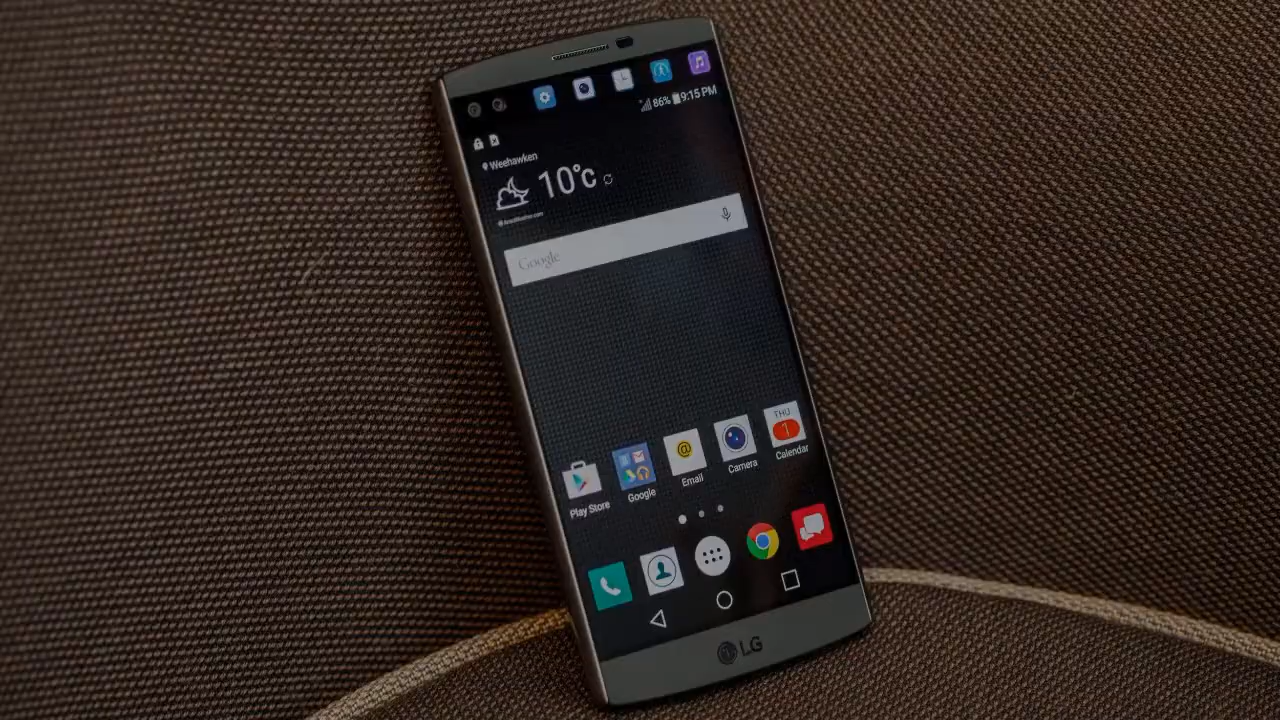 86% 9:15 PM
Weehawken
10°C
Google
THU
1
Play Store
Google
Email
Camera
Calendar
LG